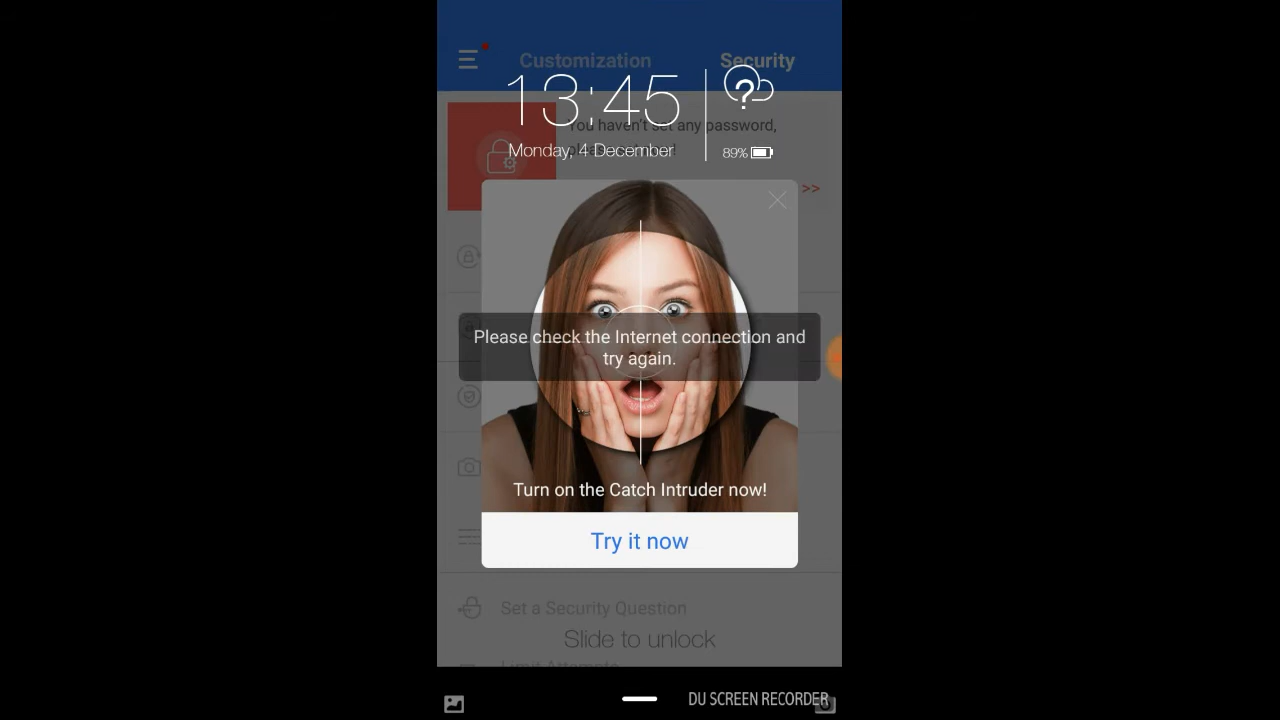 Customization
Security
13:45
You haven't set any password,
Monday, 4 December
89%
>>
Please check the Internet connection and
try again.
Turn on the Catch Intruder now!
Try it now
Set a Security Question
Slide to unlock
Limit Attempts
DU SCREEN RECORDER